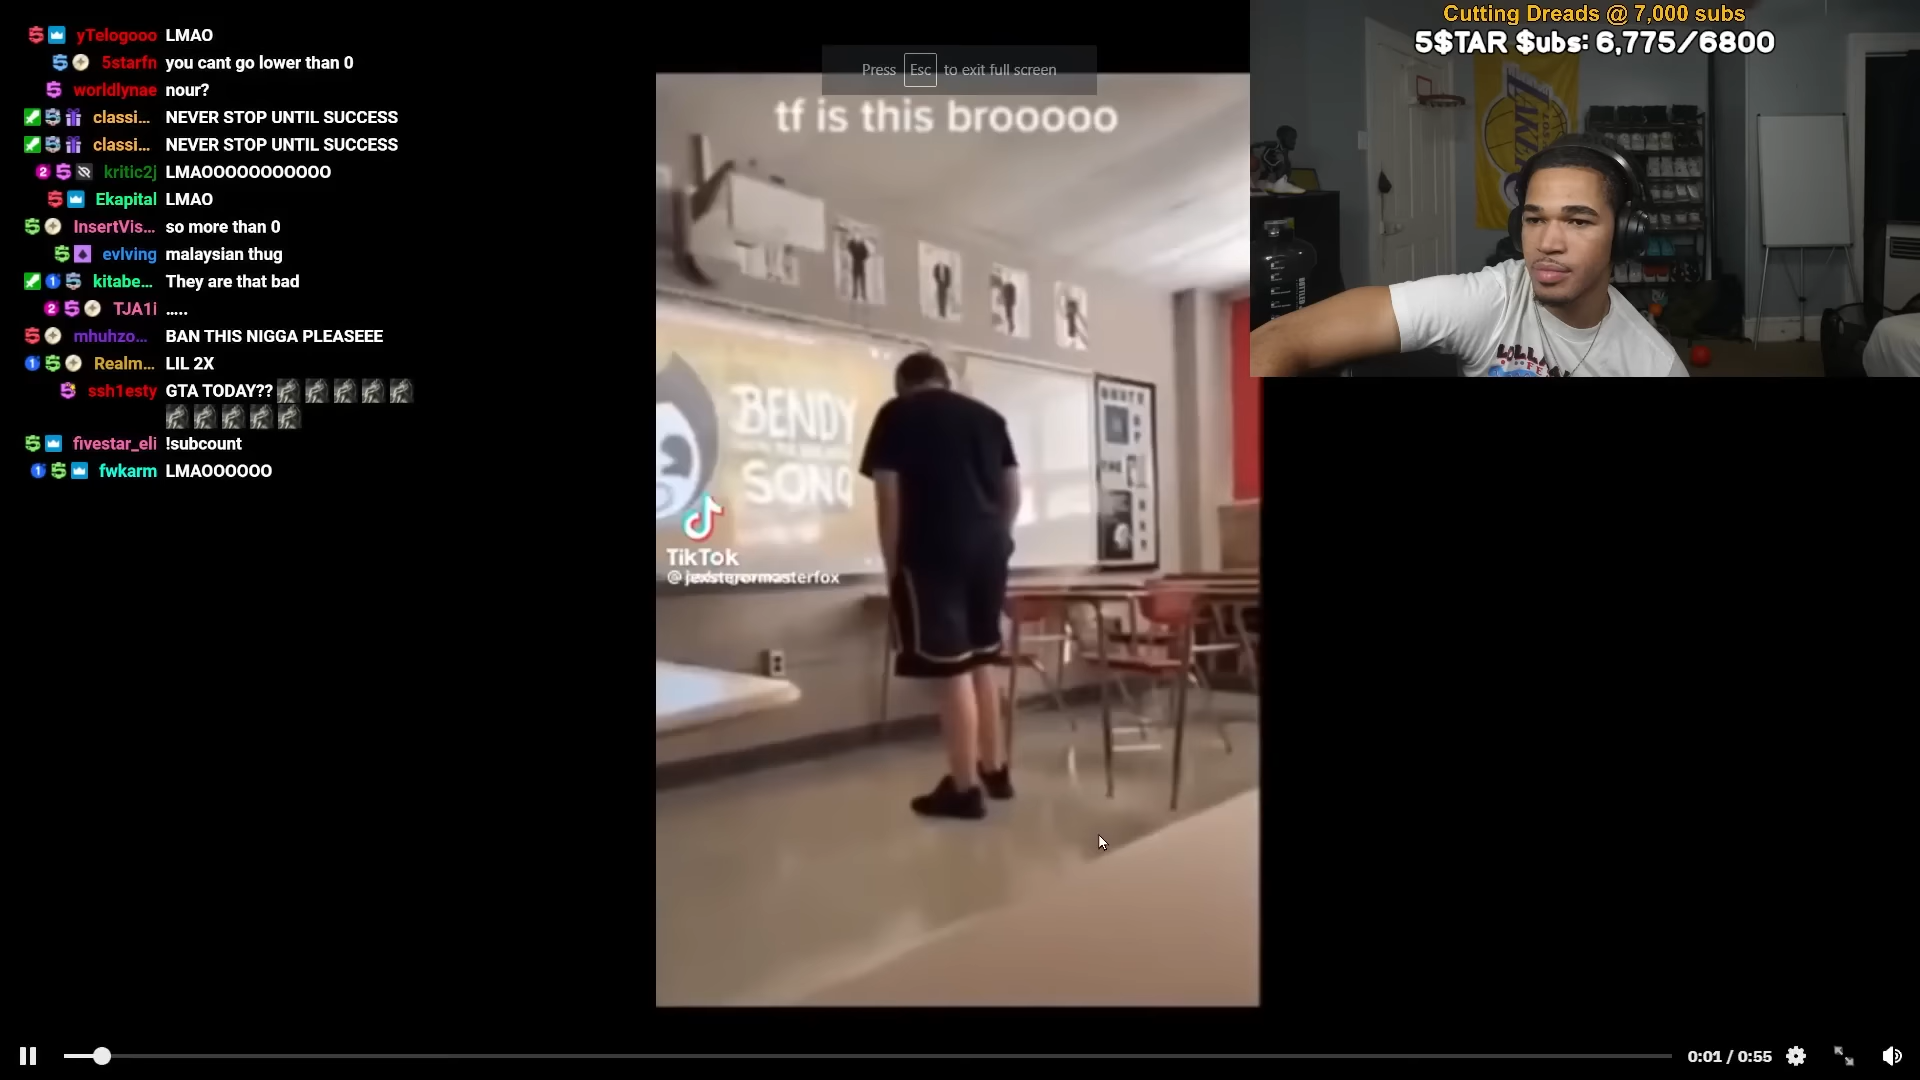 Cutting Dreads @ 7,000 subs
5$TAR $ubs: 6,775/6800
yTelogooo LMAO
5starfn you cant go lower than 0
worldlynae nour?
classi... NEVER STOP UNTIL SUCCESS
classi... NEVER STOP UNTIL SUCCESS
kritic2j LMAOOOOOOOOOOO
Ekapital LMAO
InsertVis... so more than 0
evlving malaysian thug
kitabe... They are that bad
TJA1i .....
mhuhzo... BAN THIS NIGGA PLEASEEE
Realm... LIL 2X
ssh1esty GTA TODAY??
fivestar_eli !subcount
fwkarm LMAOOOOOO
Press Esc to exit full screen
tf is this brooooo
BENDY
SONG
TikTok
LAKERS
0:01 / 0:55